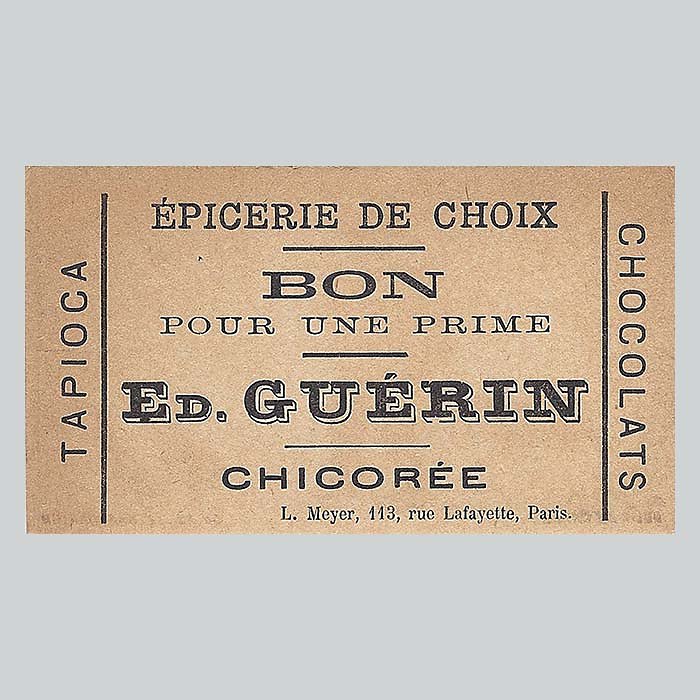 ÉPICERIE DE CHOIX
BON
POUR UNE PRIME
ED. GUÉRIN
CHICORÉE
L. Meyer, 113, rue Lafayette, Paris.
TAPIOCA
CHOCOLATS